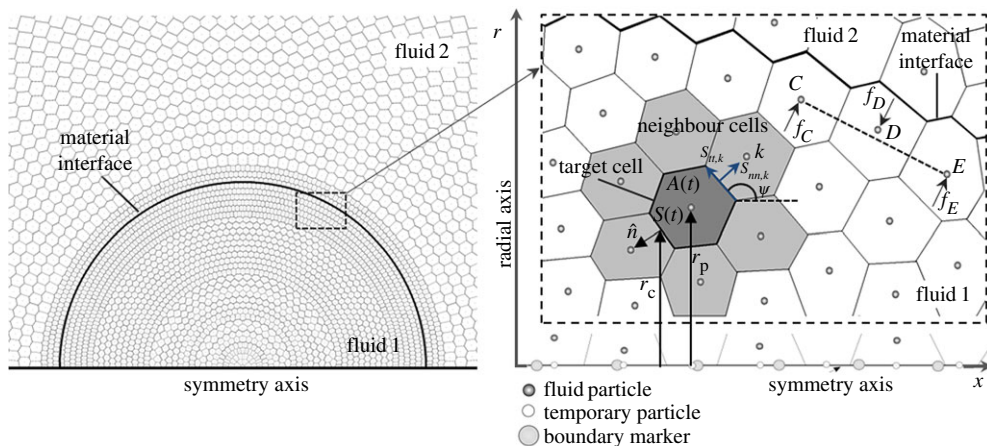 fluid 2
material
interface
fluid 1
symmetry axis
r
radial axis
fluid 2
material
interface
C
f_D
D
f_C
neighbour cells
k
S_tt,k
S_nn,k
target cell
A(t)
ψ
E
f_E
S(t)
n̂
r_p
r_c
fluid 1
symmetry axis
x
fluid particle
temporary particle
boundary marker